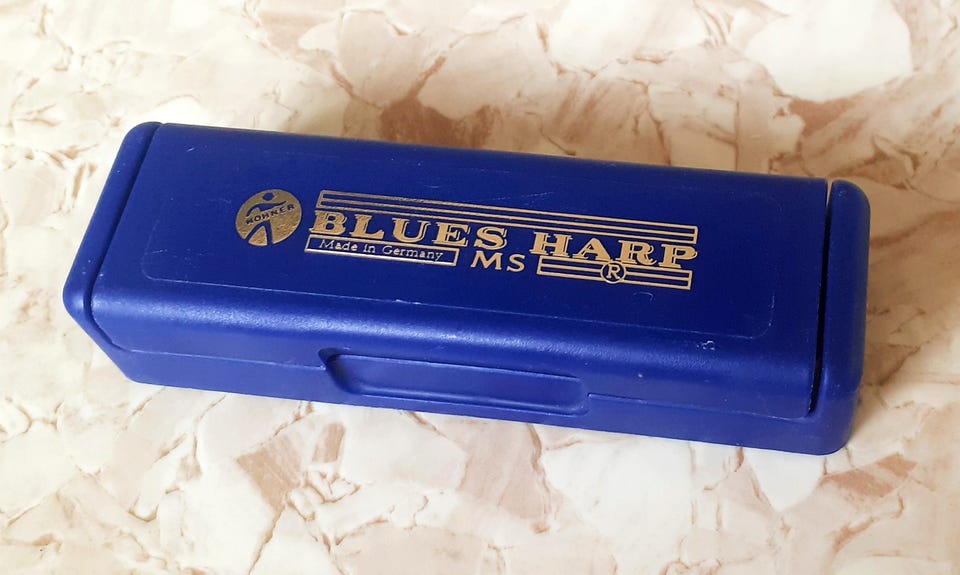 HOHNER
BLUES HARP
Made in Germany
MS
®